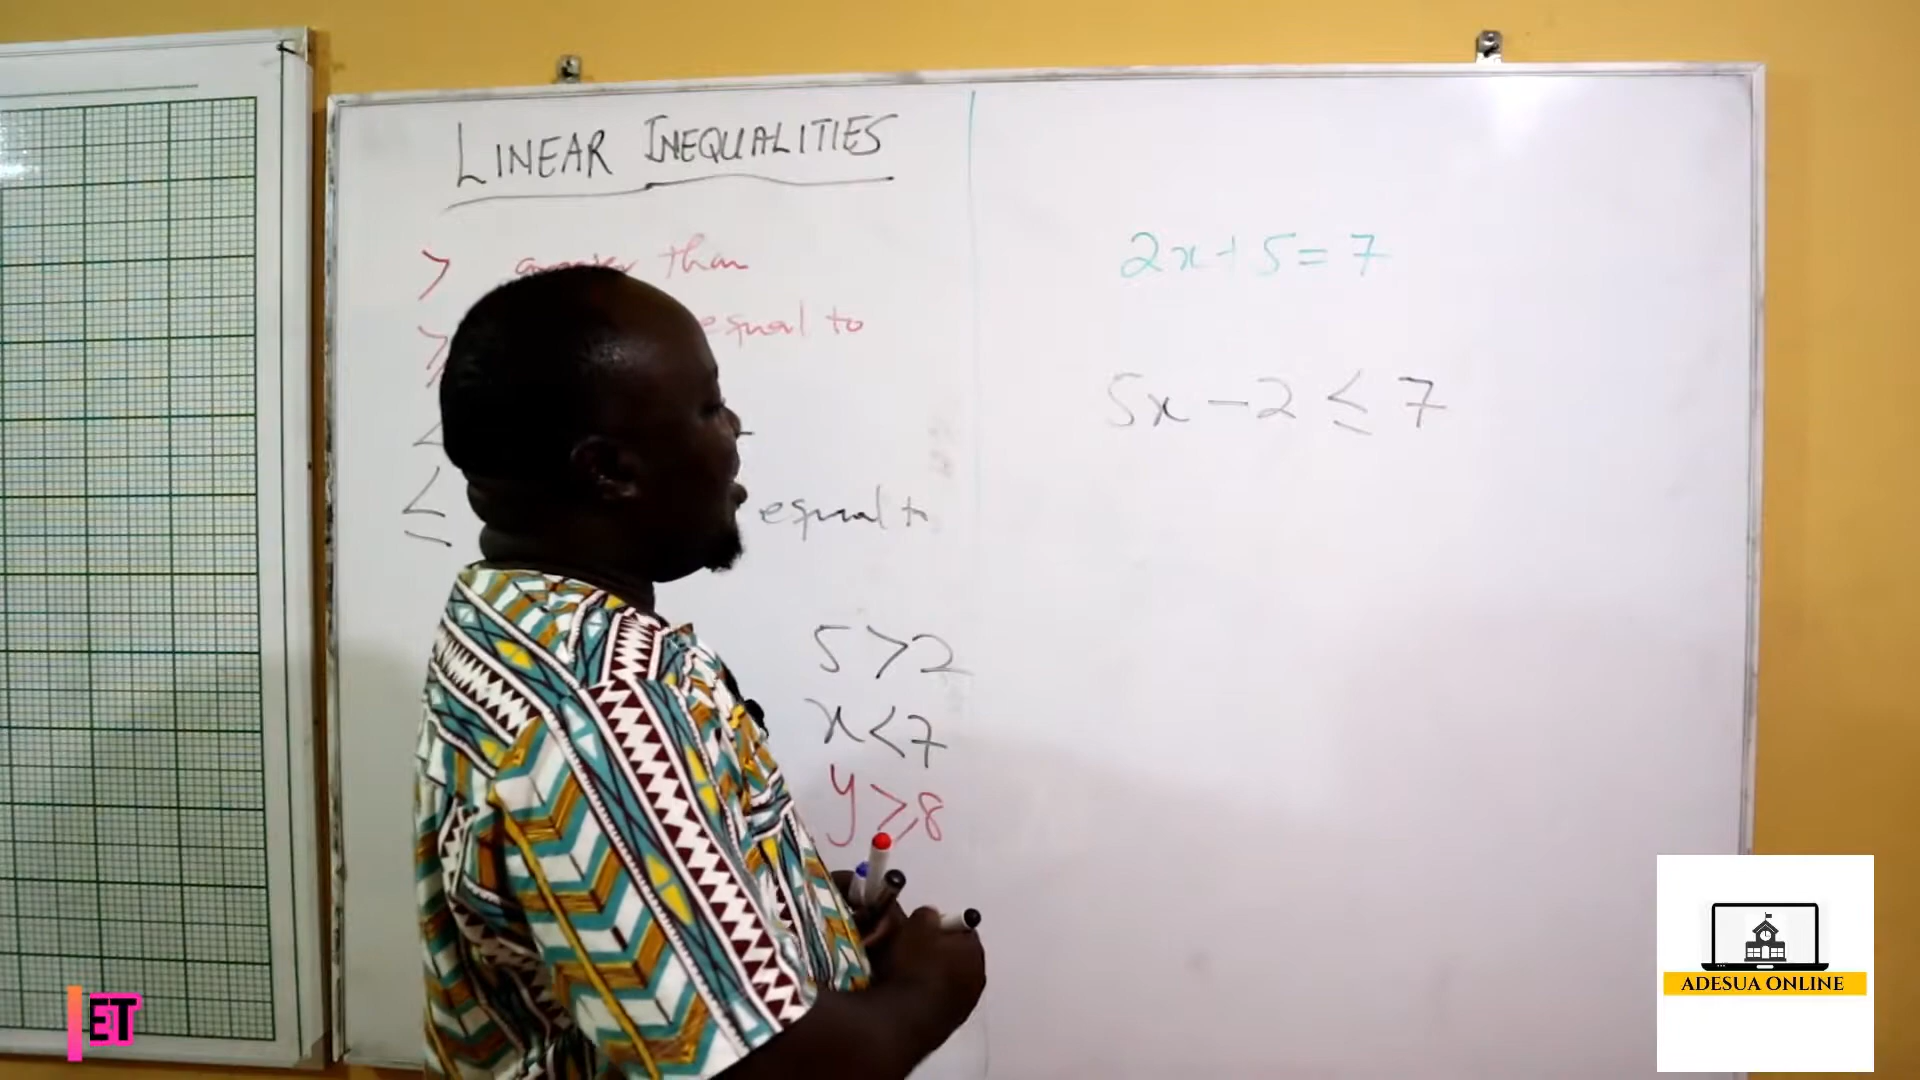 LINEAR INEQUALITIES
> greater than
≥ equal to
<
≤ equal to
5 > 2
x < 7
y ≥ 8
2x + 5 = 7
5x - 2 ≤ 7
ET
ADESUA ONLINE